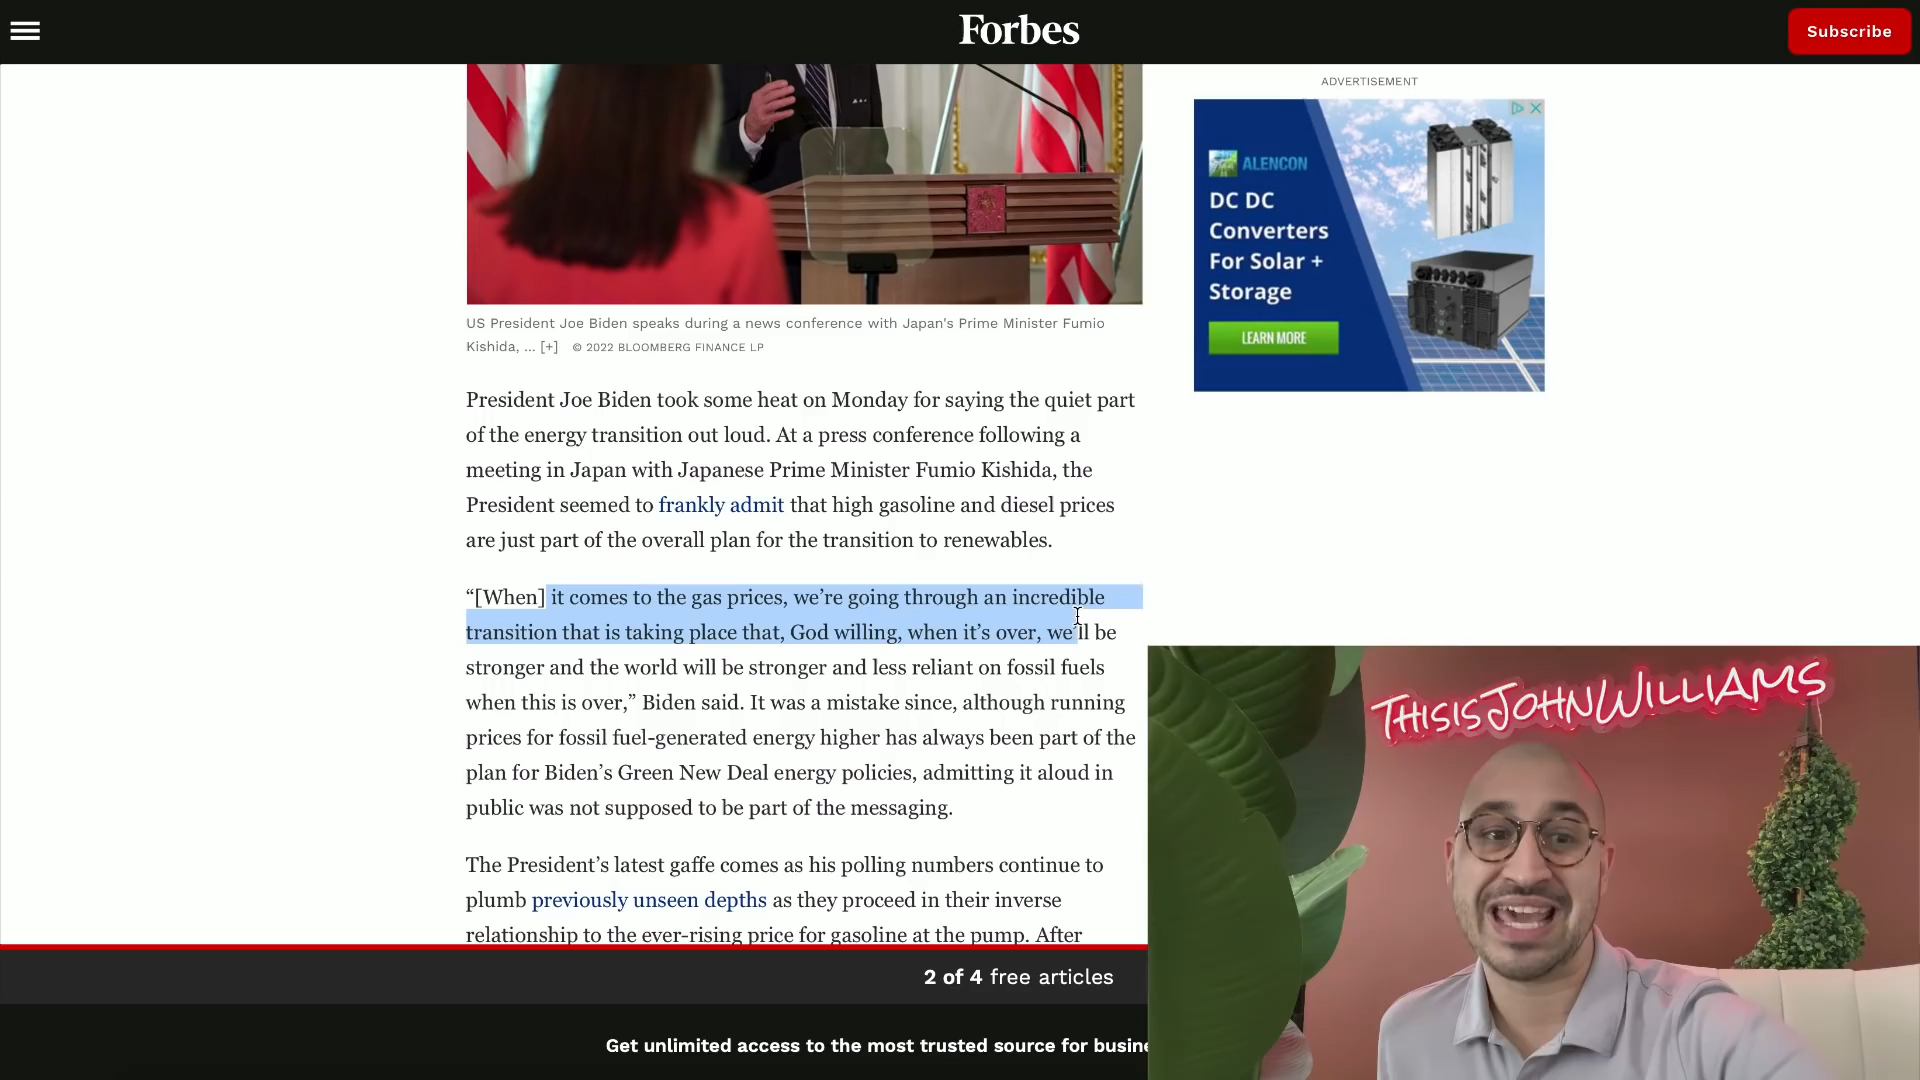 Forbes
Subscribe
ADVERTISEMENT
ALENCON
DC DC
Converters
For Solar +
Storage
LEARN MORE
US President Joe Biden speaks during a news conference with Japan's Prime Minister Fumio
Kishida, ... [+] © 2022 BLOOMBERG FINANCE LP
President Joe Biden took some heat on Monday for saying the quiet part
of the energy transition out loud. At a press conference following a
meeting in Japan with Japanese Prime Minister Fumio Kishida, the
President seemed to frankly admit that high gasoline and diesel prices
are just part of the overall plan for the transition to renewables.
“[When] it comes to the gas prices, we’re going through an incredible
transition that is taking place that, God willing, when it’s over, we’ll be
stronger and the world will be stronger and less reliant on fossil fuels
when this is over,” Biden said. It was a mistake since, although running
prices for fossil fuel-generated energy higher has always been part of the
plan for Biden’s Green New Deal energy policies, admitting it aloud in
public was not supposed to be part of the messaging.
The President’s latest gaffe comes as his polling numbers continue to
plumb previously unseen depths as they proceed in their inverse
relationship to the ever-rising price for gasoline at the pump. After
THISISJOHNWILLIAMS
2 of 4 free articles
Get unlimited access to the most trusted source for busine